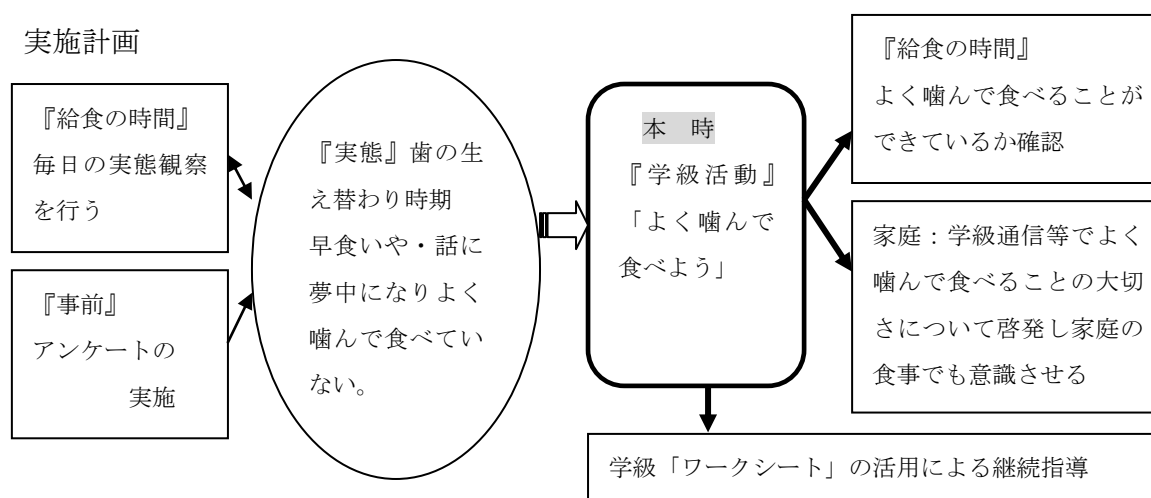 実施計画
『給食の時間』
毎日の実態観察
を行う
『事前』
アンケートの
実施
『実態』歯の生
え替わり時期
早食いや・話に
夢中になりよく
噛んで食べてい
ない。
本 時
『学級活動』
「よく噛んで
食べよう」
『給食の時間』
よく噛んで食べることが
できているか確認
家庭：学級通信等でよく
噛んで食べることの大切
さについて啓発し家庭の
食事でも意識させる
学級「ワークシート」の活用による継続指導